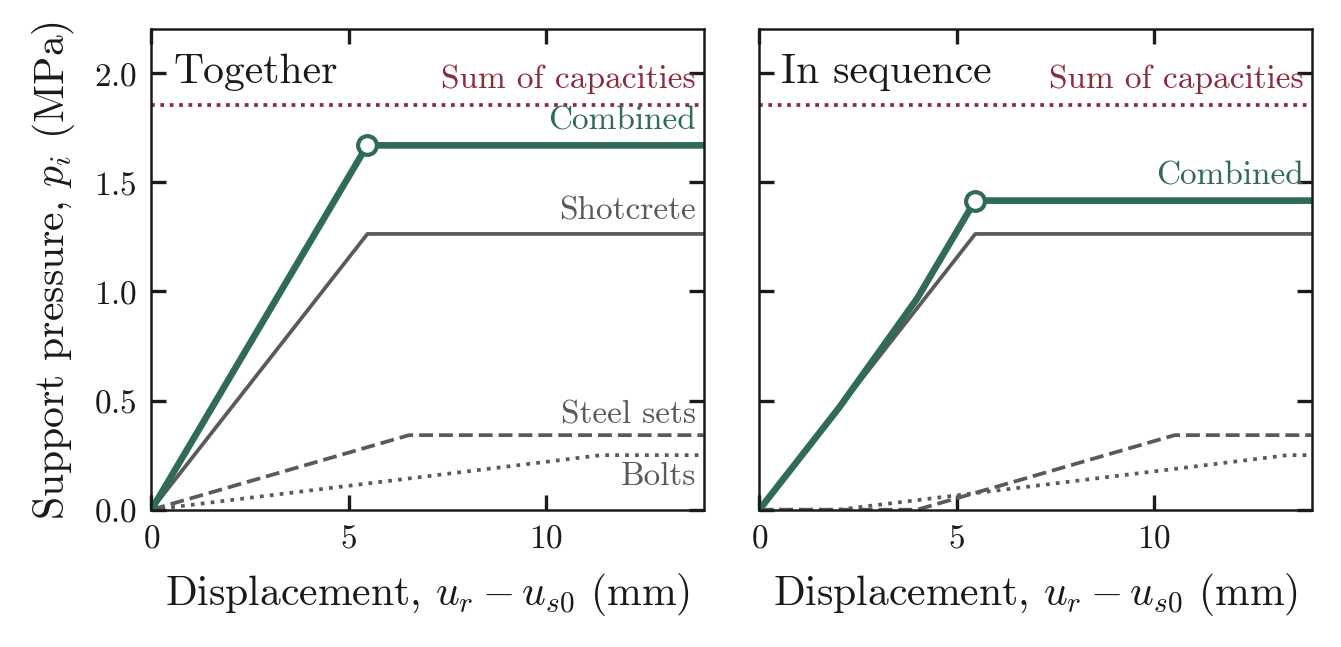 Support pressure, p_i (MPa)
2.0
1.5
1.0
0.5
0.0
Together
Sum of capacities
Combined
Shotcrete
Steel sets
Bolts
0 5 10
Displacement, u_r − u_s0 (mm)
In sequence
Sum of capacities
Combined
0 5 10
Displacement, u_r − u_s0 (mm)